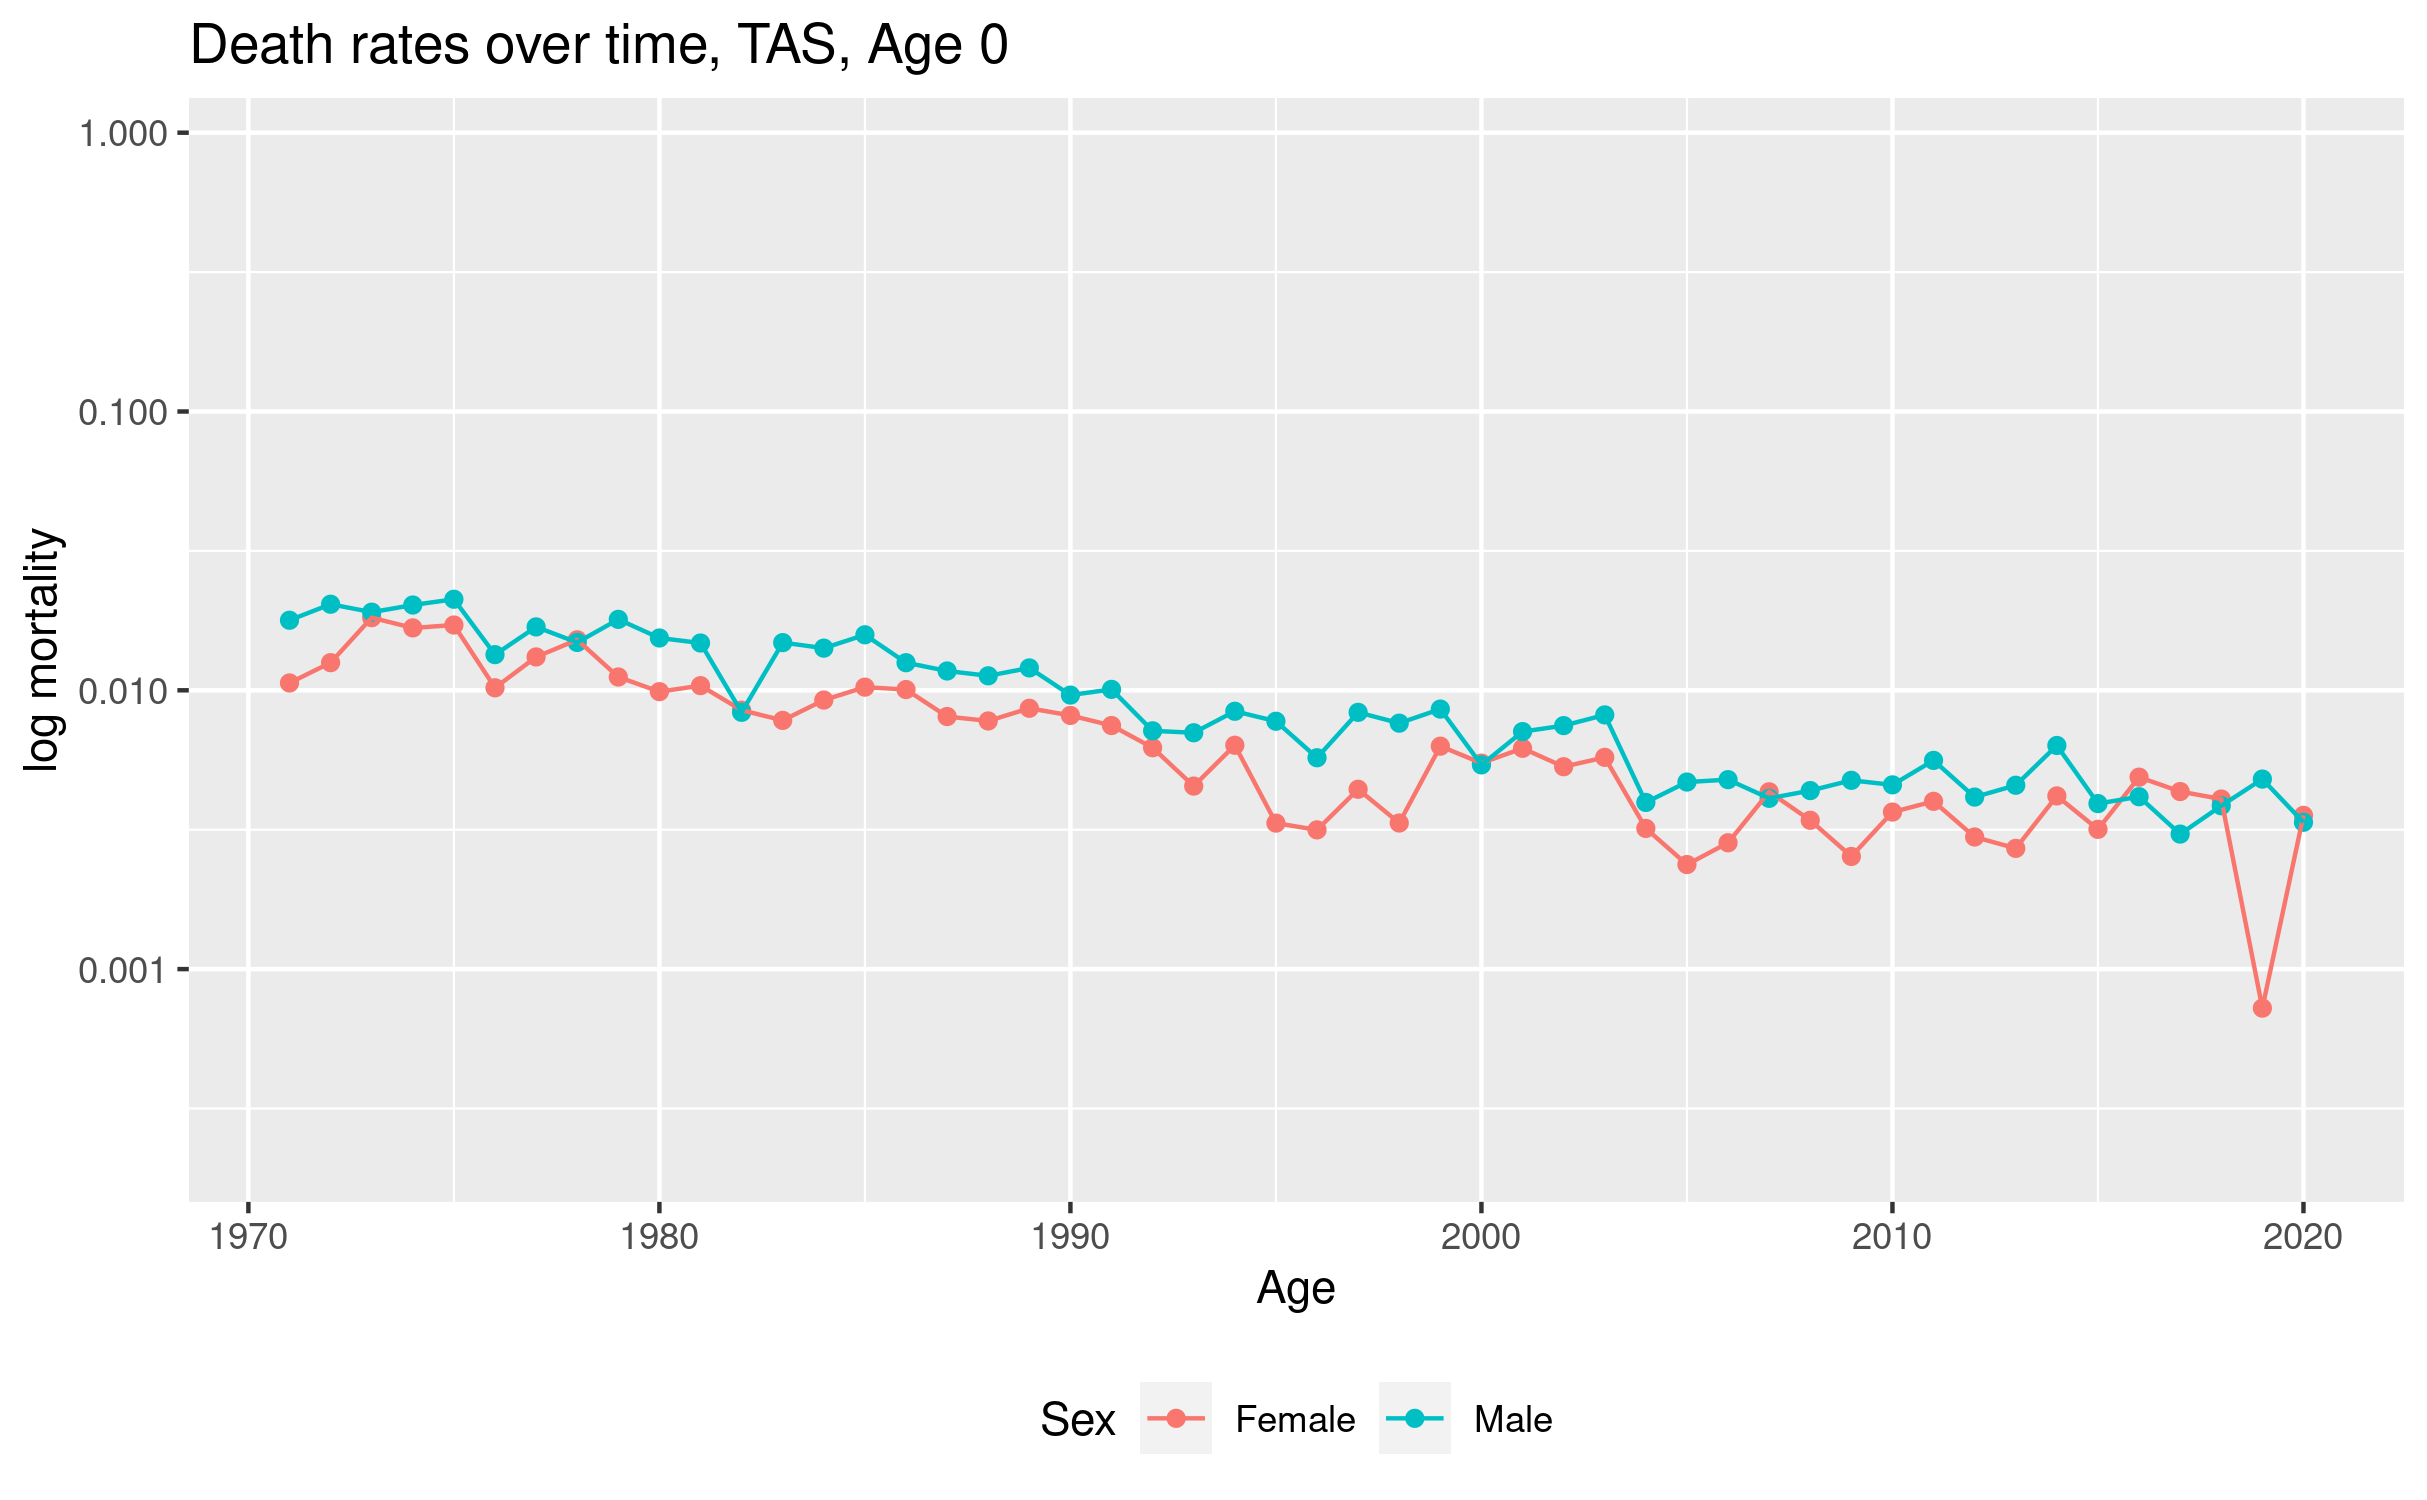 Death rates over time, TAS, Age 0
1.000
0.100
0.010
0.001
log mortality
1970 1980 1990 2000 2010 2020
Age
Sex Female Male